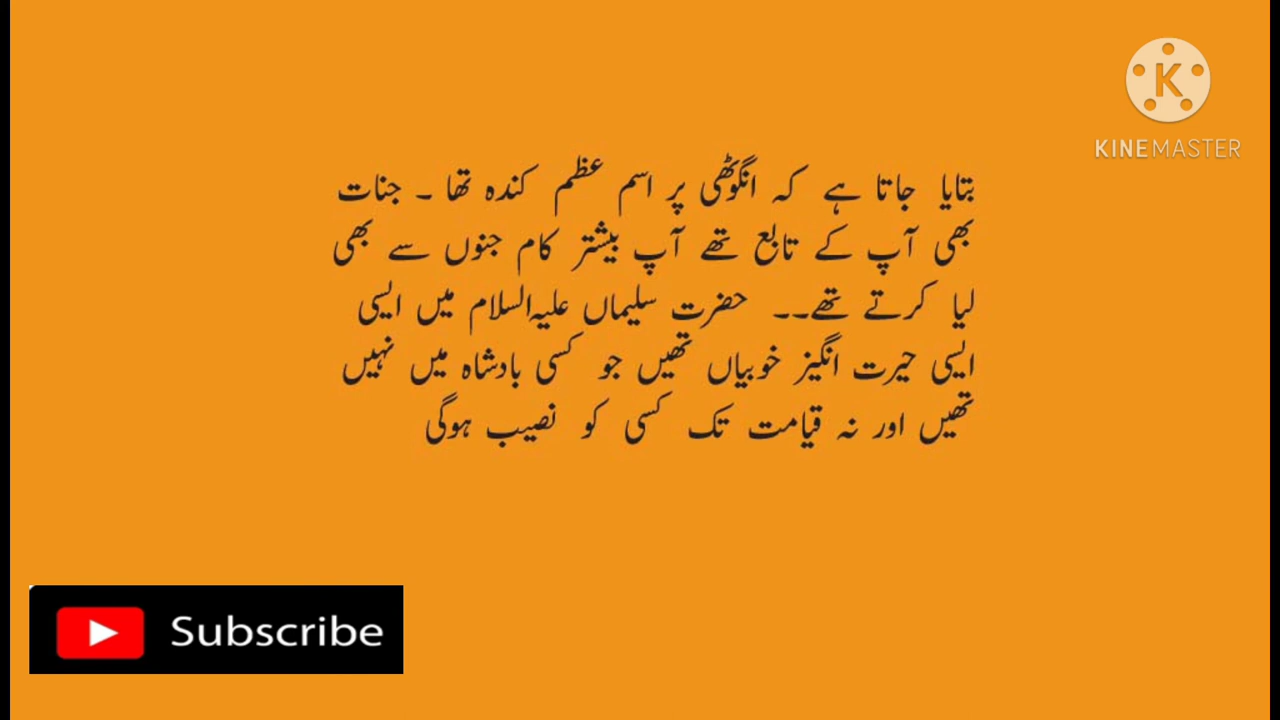 KINEMASTER
بتایا جاتا ہے کہ انگوٹھی پر اسم عظم کندہ تھا ۔ جنات
بھی آپ کے تابع تھے آپ بیشتر کام جنوں سے بھی
لیا کرتے تھے۔۔ حضرت سلیماں علیہ السلام میں ایسی
ایسی حیرت انگیز خوبیاں تھیں جو کسی بادشاہ میں نہیں
تھیں اور نہ قیامت تک کسی کو نصیب ہوگی
Subscribe